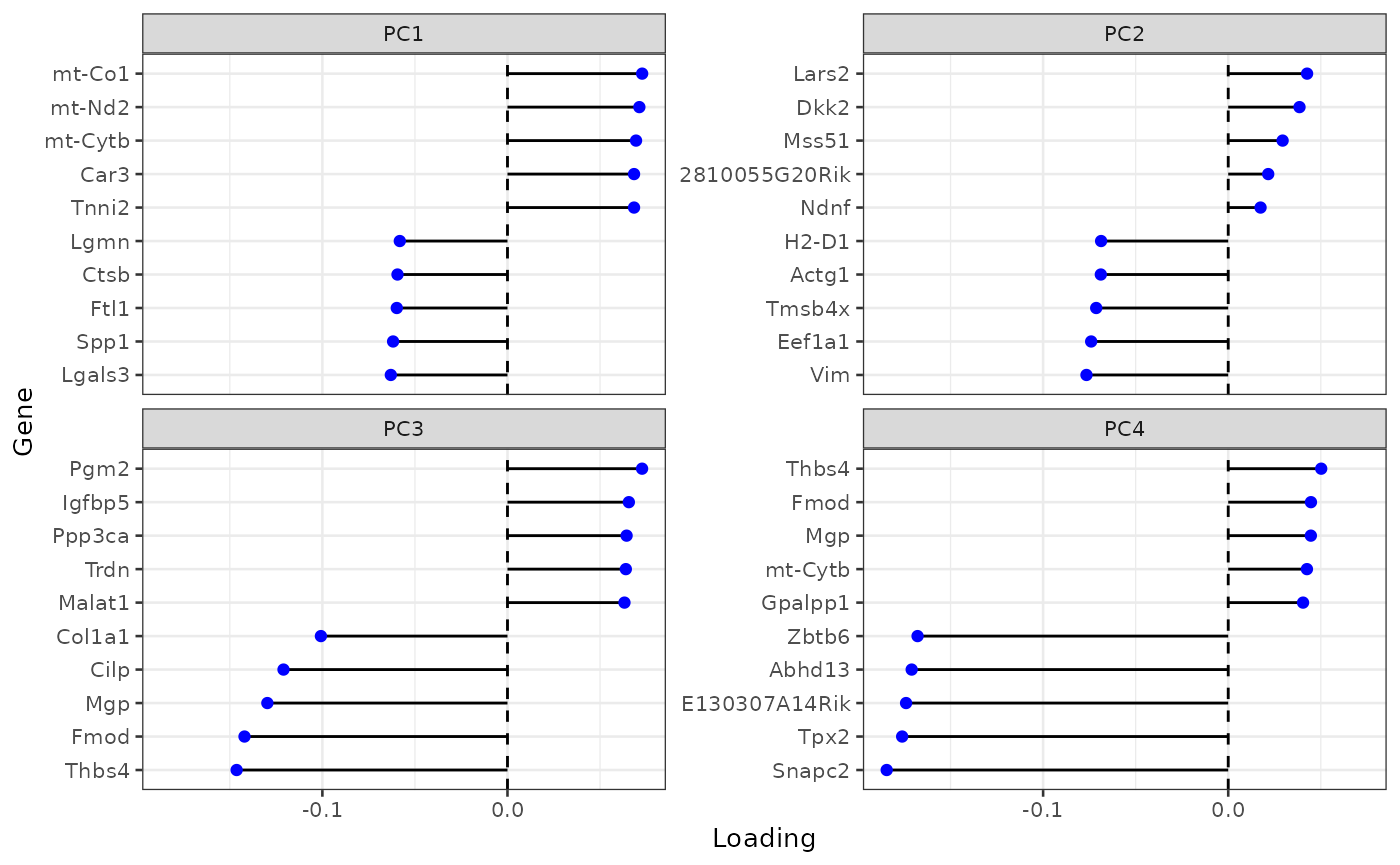 PC1
mt-Co1
mt-Nd2
mt-Cytb
Car3
Tnni2
Lgmn
Ctsb
Ftl1
Spp1
Lgals3
PC2
Lars2
Dkk2
Mss51
2810055G20Rik
Ndnf
H2-D1
Actg1
Tmsb4x
Eef1a1
Vim
Gene
PC3
Pgm2
Igfbp5
Ppp3ca
Trdn
Malat1
Col1a1
Cilp
Mgp
Fmod
Thbs4
-0.1 0.0
PC4
Thbs4
Fmod
Mgp
mt-Cytb
Gpalpp1
Zbtb6
Abhd13
E130307A14Rik
Tpx2
Snapc2
-0.1 0.0
Loading